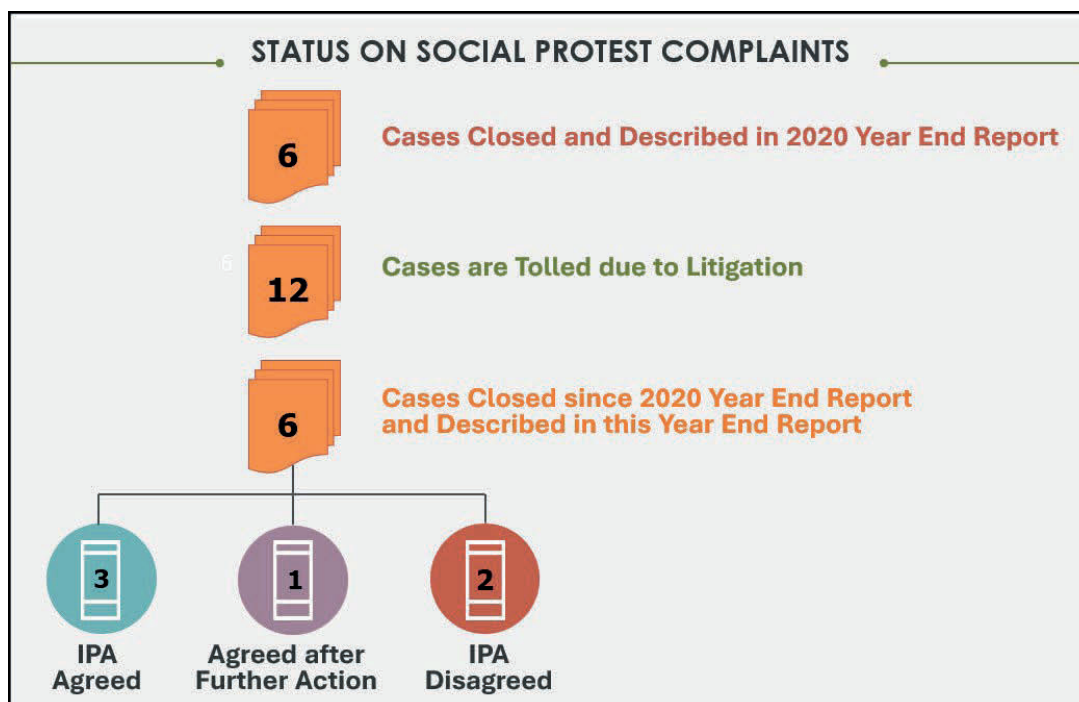 STATUS ON SOCIAL PROTEST COMPLAINTS
6
Cases Closed and Described in 2020 Year End Report
6
12
Cases are Tolled due to Litigation
6
Cases Closed since 2020 Year End Report
and Described in this Year End Report
3
1
2
IPA
Agreed
Agreed after
Further Action
IPA
Disagreed